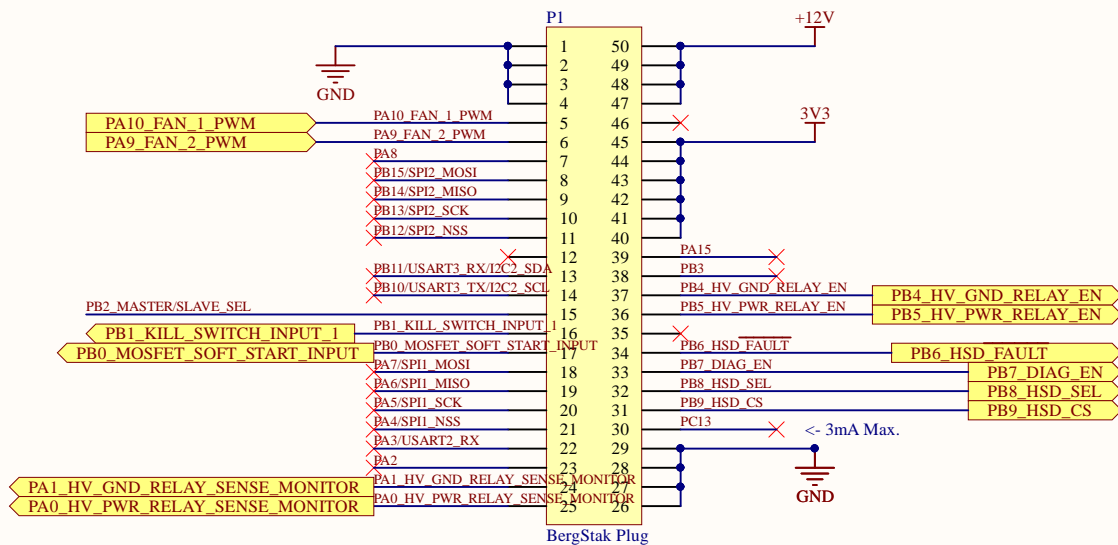 P1
+12V
GND
3V3
1 50
2 49
3 48
4 47
PA10_FAN_1_PWM PA10_FAN_1_PWM 5 46
PA9_FAN_2_PWM PA9_FAN_2_PWM 6 45
PA8 7 44
PB15/SPI2_MOSI 8 43
PB14/SPI2_MISO 9 42
PB13/SPI2_SCK 10 41
PB12/SPI2_NSS 11 40
12 39 PA15
PB11/USART3_RX/I2C2_SDA 13 38 PB3
PB10/USART3_TX/I2C2_SCL 14 37 PB4_HV_GND_RELAY_EN PB4_HV_GND_RELAY_EN
PB2_MASTER/SLAVE_SEL 15 36 PB5_HV_PWR_RELAY_EN PB5_HV_PWR_RELAY_EN
PB1_KILL_SWITCH_INPUT_1 PB1_KILL_SWITCH_INPUT_1 16 35
PB0_MOSFET_SOFT_START_INPUT PB0_MOSFET_SOFT_START_INPUT 17 34 PB6_HSD_FAULT PB6_HSD_FAULT
PA7/SPI1_MOSI 18 33 PB7_DIAG_EN PB7_DIAG_EN
PA6/SPI1_MISO 19 32 PB8_HSD_SEL PB8_HSD_SEL
PA5/SPI1_SCK 20 31 PB9_HSD_CS PB9_HSD_CS
PA4/SPI1_NSS 21 30 PC13 <- 3mA Max.
PA3/USART2_RX 22 29
PA2 23 28
PA1_HV_GND_RELAY_SENSE_MONITOR PA1_HV_GND_RELAY_SENSE_MONITOR 24 27
PA0_HV_PWR_RELAY_SENSE_MONITOR PA0_HV_PWR_RELAY_SENSE_MONITOR 25 26
GND
BergStak Plug